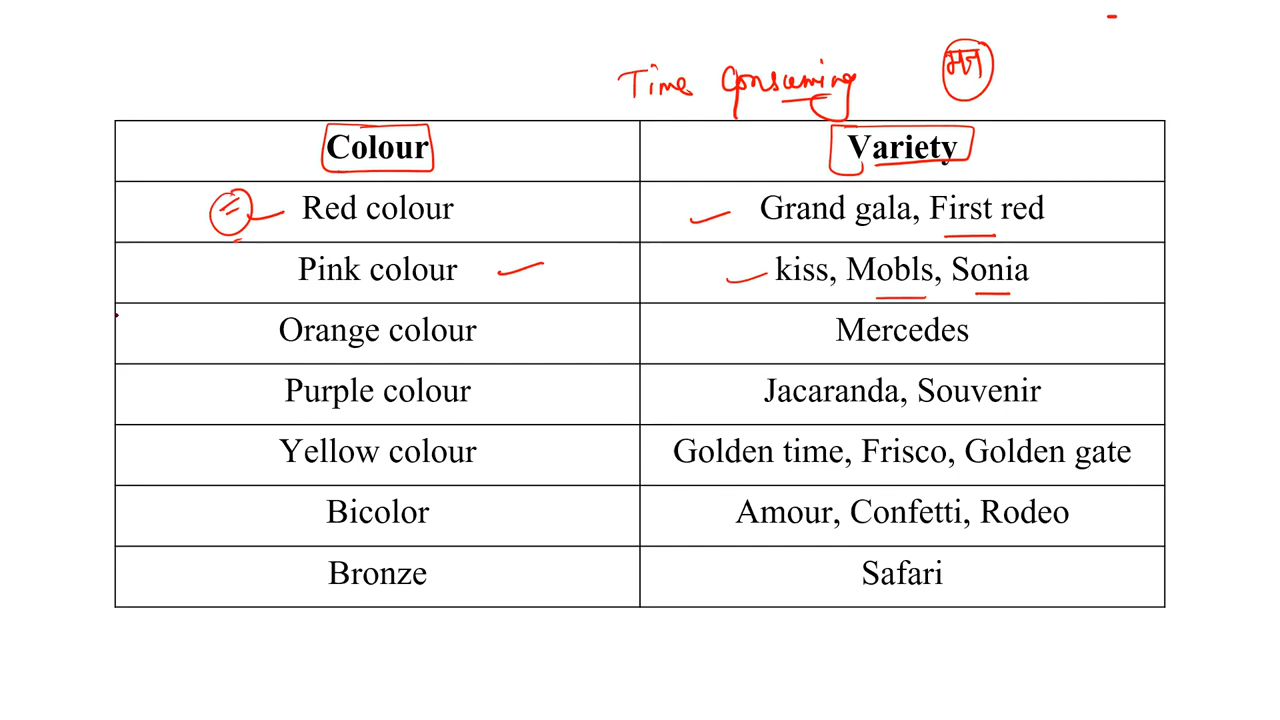 Time Consuming
Colour Variety
Red colour Grand gala, First red
Pink colour kiss, Mobls, Sonia
Orange colour Mercedes
Purple colour Jacaranda, Souvenir
Yellow colour Golden time, Frisco, Golden gate
Bicolor Amour, Confetti, Rodeo
Bronze Safari